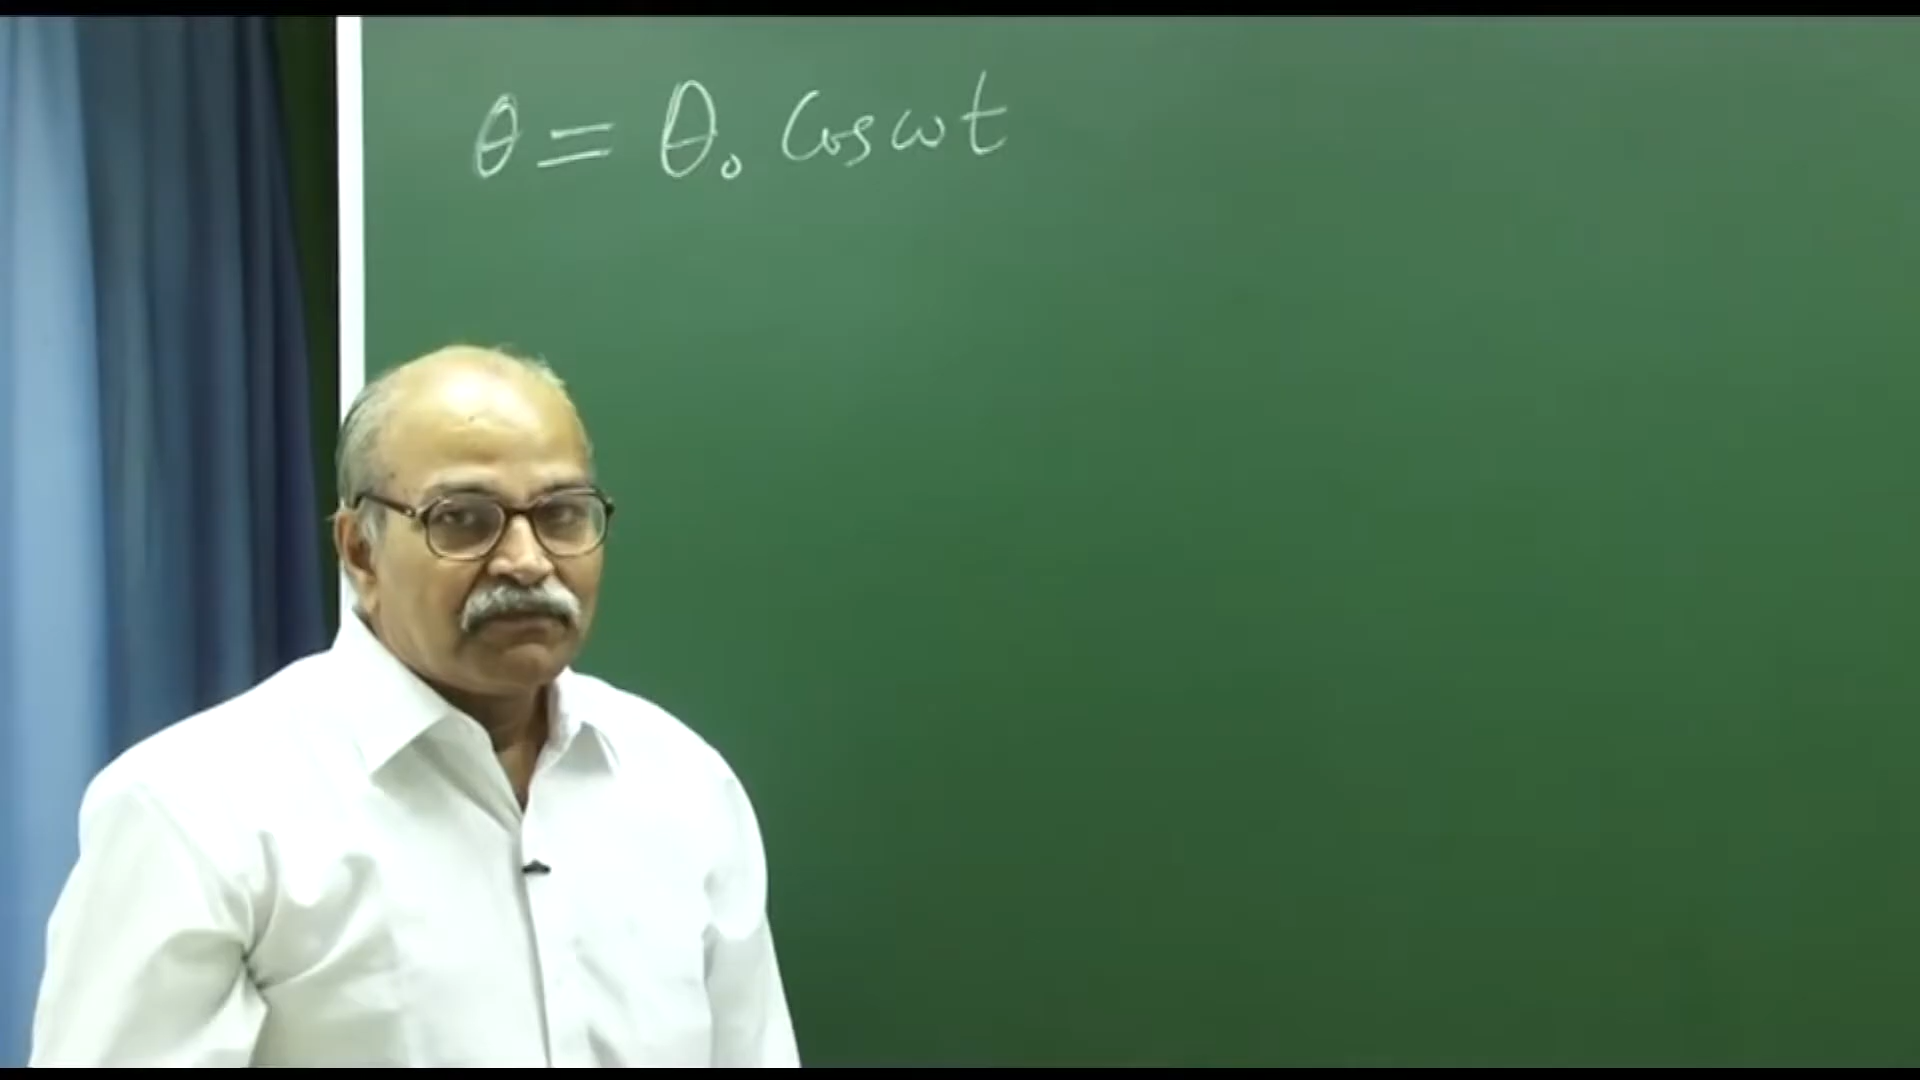 θ = θ₀ cos ωt